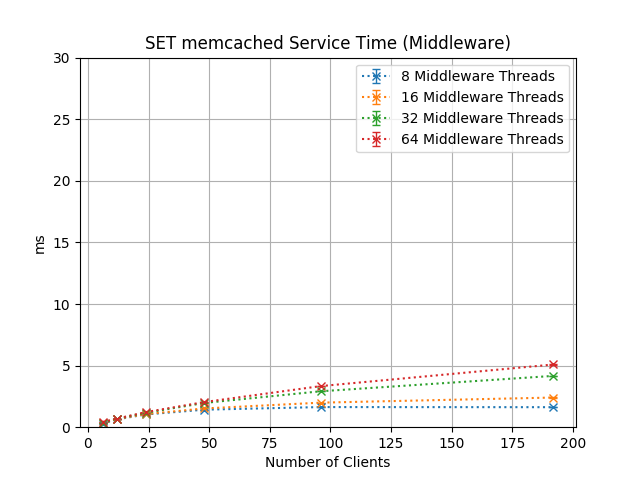 SET memcached Service Time (Middleware)
30
25
20
15
10
5
0
ms
8 Middleware Threads
16 Middleware Threads
32 Middleware Threads
64 Middleware Threads
0 25 50 75 100 125 150 175 200
Number of Clients